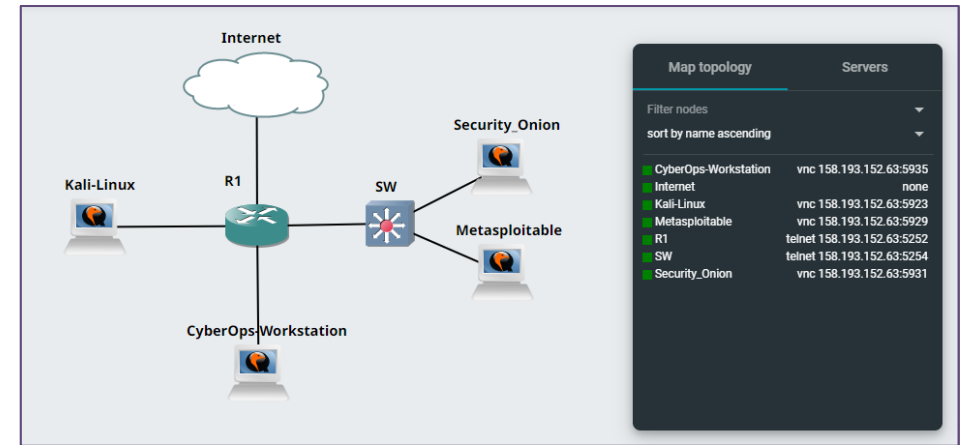 Internet
Security_Onion
Kali-Linux
R1
SW
Metasploitable
CyberOps-Workstation
Map topology Servers
Filter nodes
sort by name ascending
CyberOps-Workstation vnc 158.193.152.63:5935
Internet none
Kali-Linux vnc 158.193.152.63:5923
Metasploitable vnc 158.193.152.63:5929
R1 telnet 158.193.152.63:5252
SW telnet 158.193.152.63:5254
Security_Onion vnc 158.193.152.63:5931